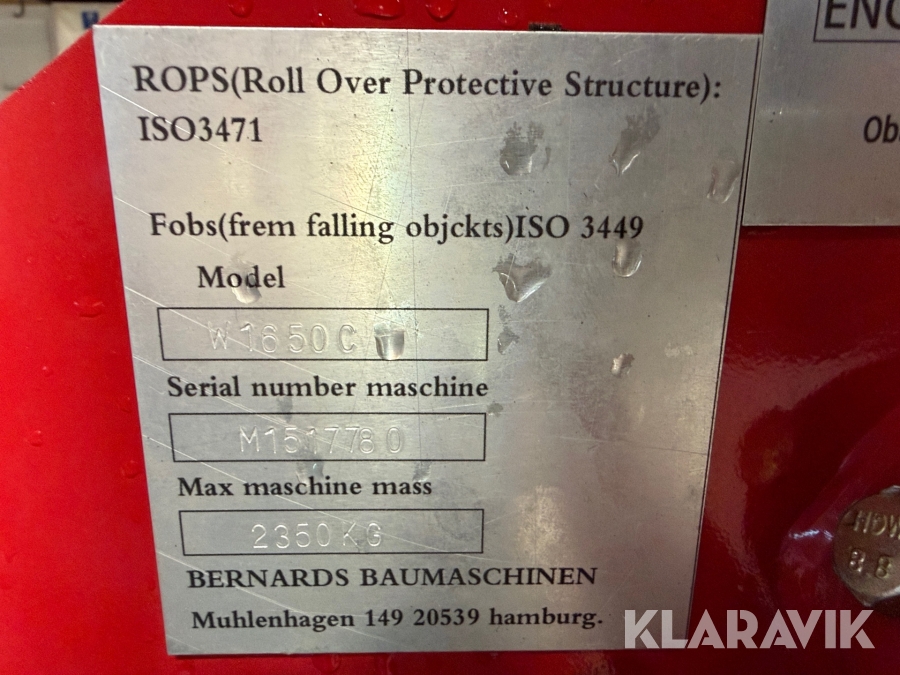 ROPS(Roll Over Protective Structure):
ISO3471
Fobs(frem falling objckts)ISO 3449
Model
W1650C
Serial number maschine
M1517780
Max maschine mass
2350KG
BERNARDS BAUMASCHINEN
Muhlenhagen 149 20539 hamburg.
KLARAVIK